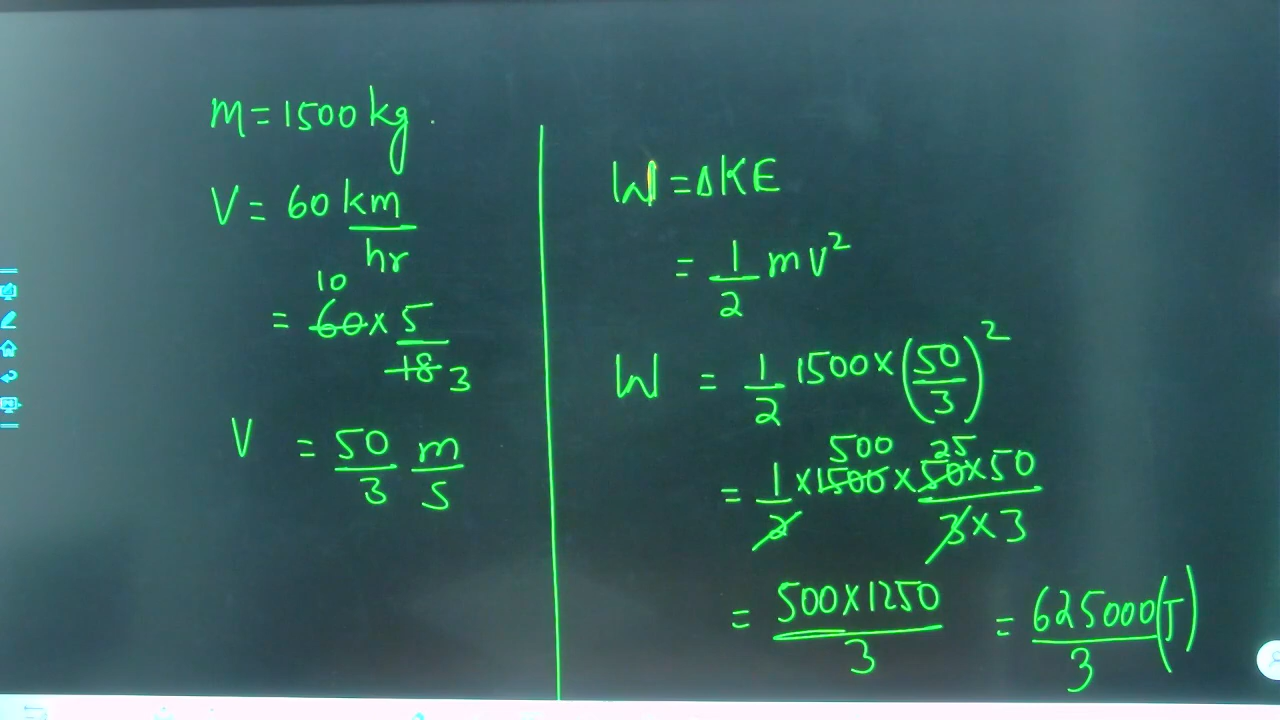 m = 1500 kg .
V = 60 km/hr
= 60 × 5/18 10 3
V = 50/3 m/s
W = ΔKE
= 1/2 mv²
W = 1/2 1500 × (50/3)²
= 1/2 × 1500 × 50 × 50 / 3 × 3 500 25
= 500 × 1250 / 3 = 625000/3 (J)